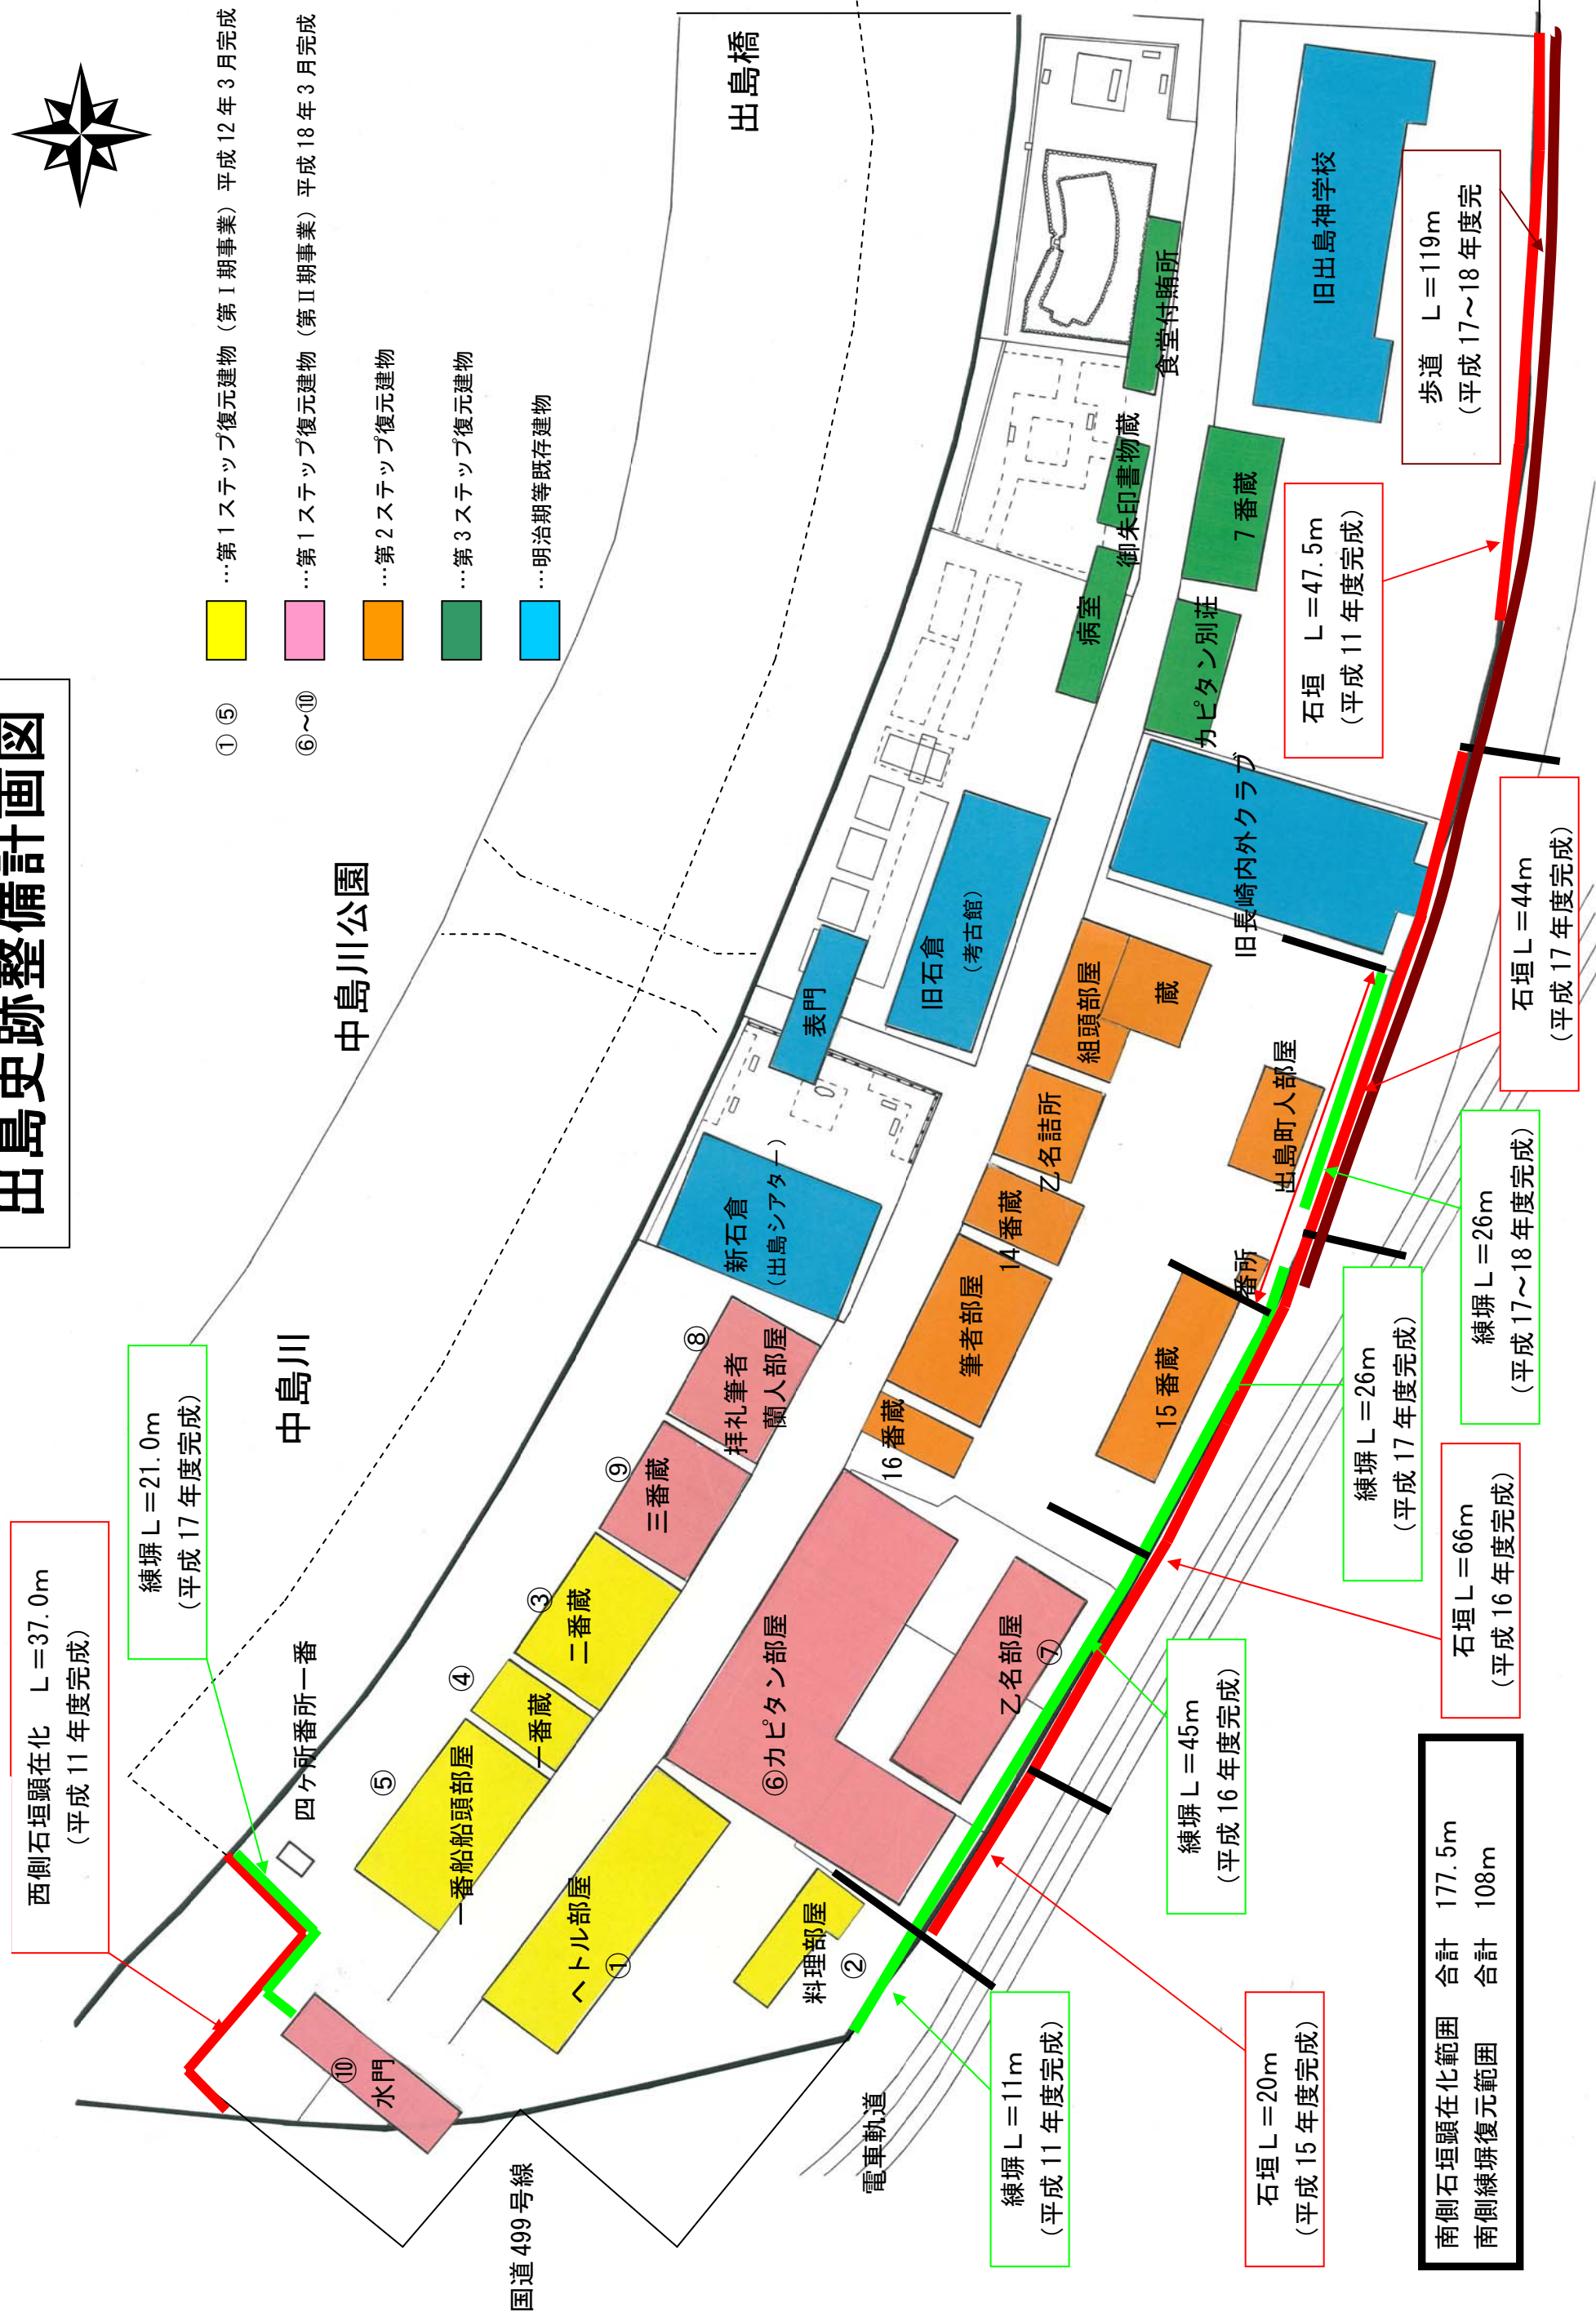 出島史跡整備計画図
①⑤ …第1ステップ復元建物(第Ⅰ期事業)平成12年3月完成
⑥～⑩ …第1ステップ復元建物(第Ⅱ期事業)平成18年3月完成
…第2ステップ復元建物
…第3ステップ復元建物
…明治期等既存建物
西側石垣顕在化 L=37.0m
(平成11年度完成)
練塀L=21.0m
(平成17年度完成)
中島川
中島川公園
出島橋
四ケ所番所一番
⑩
水門
国道499号線
⑤
一番船船頭部屋
④
一番蔵
③
二番蔵
⑨
三番蔵
⑧
拝礼筆者
蘭人部屋
新石倉
(出島シアター)
表門
旧石倉
(考古館)
病室
御朱印書物蔵
食堂付賄所
ヘトル部屋
①
料理部屋
②
⑥カピタン部屋
乙名部屋
⑦
16番蔵
筆者部屋
14番蔵
乙名詰所
組頭部屋
蔵
15番蔵
番所
出島町人部屋
旧長崎内外クラブ
カピタン別荘
7番蔵
旧出島神学校
電車軌道
練塀L=11m
(平成11年度完成)
石垣L=20m
(平成15年度完成)
練塀L=45m
(平成16年度完成)
石垣L=66m
(平成16年度完成)
練塀L=26m
(平成17年度完成)
練塀L=26m
(平成17～18年度完成)
石垣L=44m
(平成17年度完成)
石垣 L=47.5m
(平成11年度完成)
歩道 L=119m
(平成17～18年度完
南側石垣顕在化範囲 合計 177.5m
南側練塀復元範囲 合計 108m